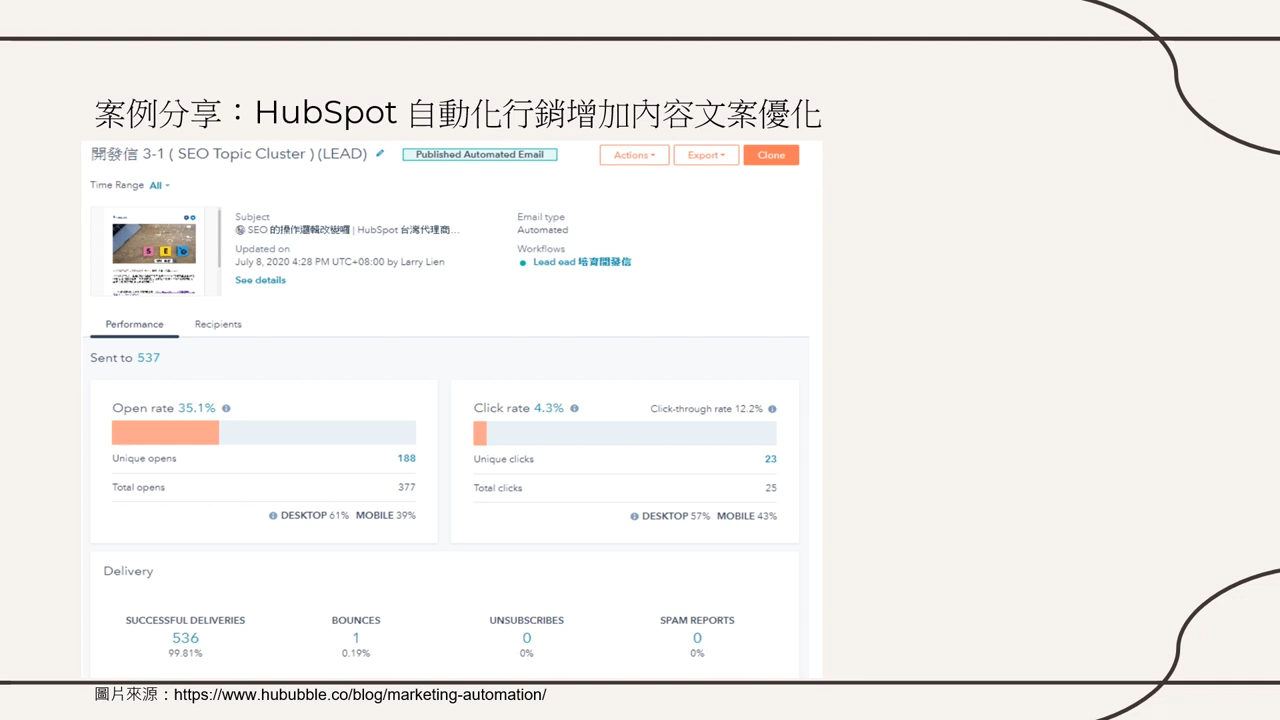 案例分享：HubSpot 自動化行銷增加內容文案優化
開發信 3-1 ( SEO Topic Cluster ) (LEAD)
Published Automated Email
Actions
Export
Clone
Time Range All
Subject
SEO 的操作邏輯改變囉 | HubSpot 台灣代理商...
Updated on
July 8, 2020 4:28 PM UTC+08:00 by Larry Lien
See details
Email type
Automated
Workflows
Lead ead 培育開發信
Performance
Recipients
Sent to 537
Open rate 35.1%
Unique opens 188
Total opens 377
DESKTOP 61% MOBILE 39%
Click rate 4.3%
Click-through rate 12.2%
Unique clicks 23
Total clicks 25
DESKTOP 57% MOBILE 43%
Delivery
SUCCESSFUL DELIVERIES
536
99.81%
BOUNCES
1
0.19%
UNSUBSCRIBES
0
0%
SPAM REPORTS
0
0%
圖片來源：https://www.hububble.co/blog/marketing-automation/